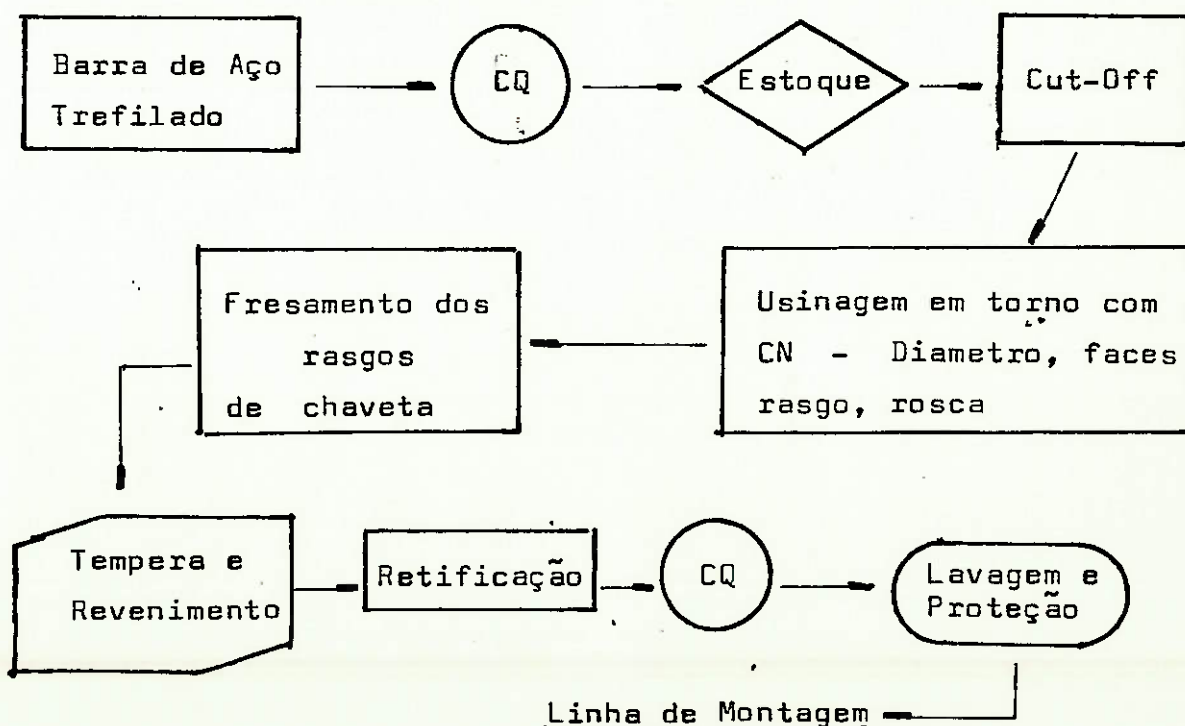 Barra de Aço
Trefilado
CQ
Estoque
Cut-Off
Usinagem em torno com
CN - Diametro, faces
rasgo, rosca
Fresamento dos
rasgos
de chaveta
Tempera e
Revenimento
Retificação
CQ
Lavagem e
Proteção
Linha de Montagem